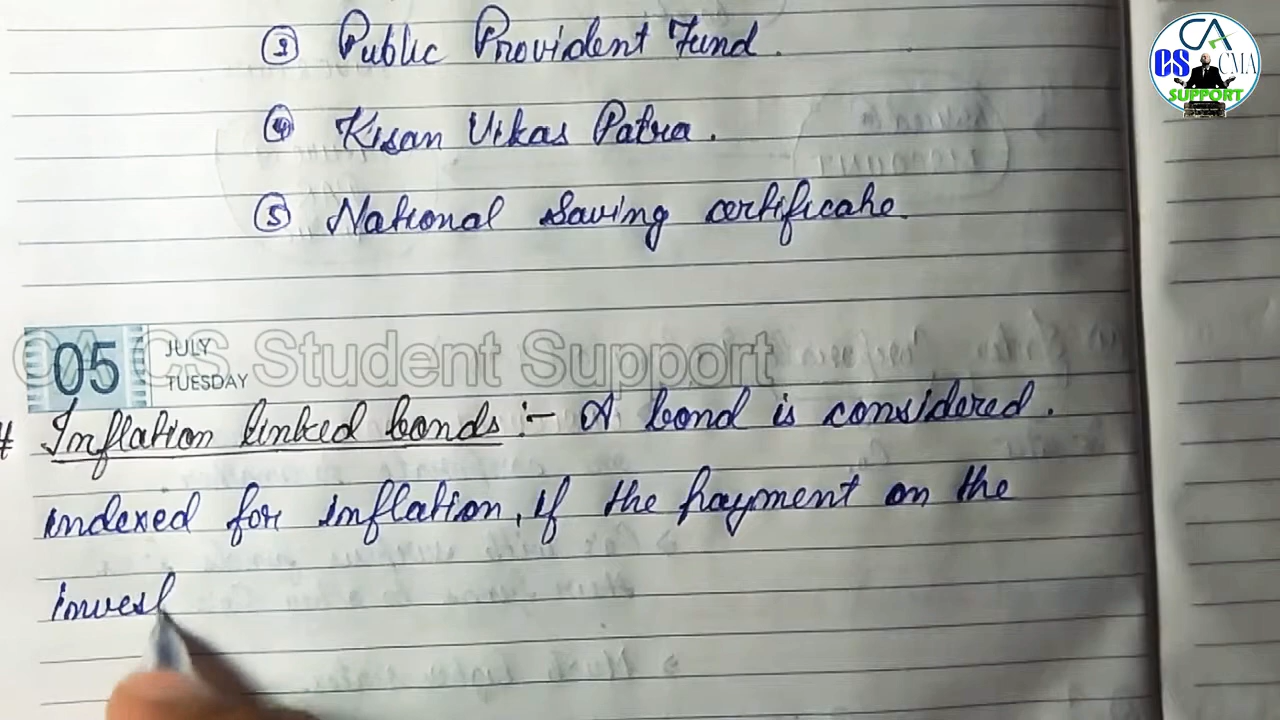 ③ Public Provident Fund.
④ Kisan Vikas Patra.
⑤ National Saving certificate.
CA CS Student Support
05 JULY
TUESDAY
# Inflation linked bonds :- A bond is considered.
indexed for inflation, if the payment on the
invest
CA
CS CMA
SUPPORT